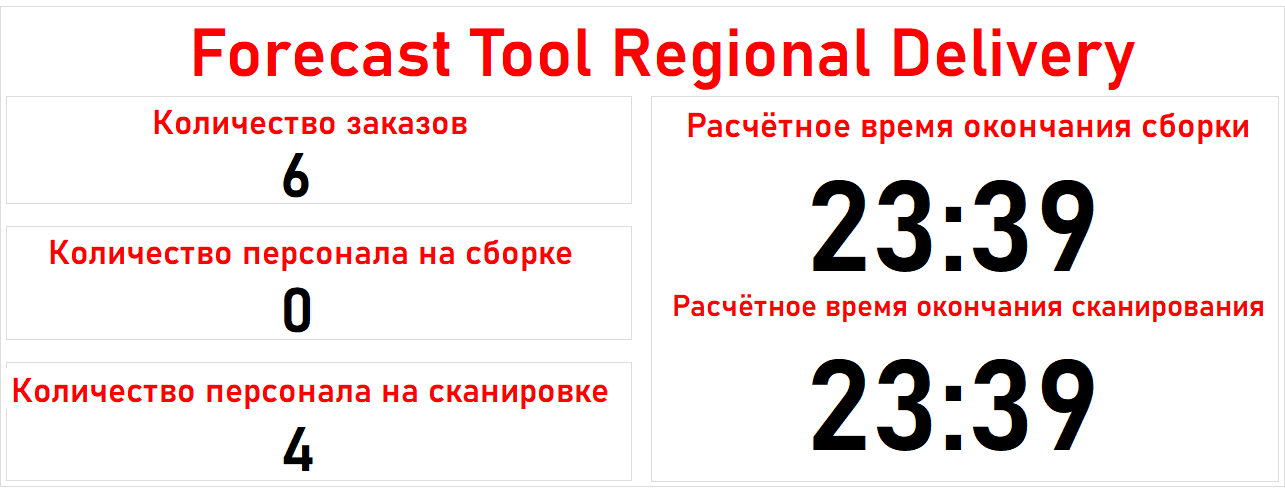 Forecast Tool Regional Delivery
Количество заказов
6
Количество персонала на сборке
0
Количество персонала на сканировке
4
Расчётное время окончания сборки
23:39
Расчётное время окончания сканирования
23:39